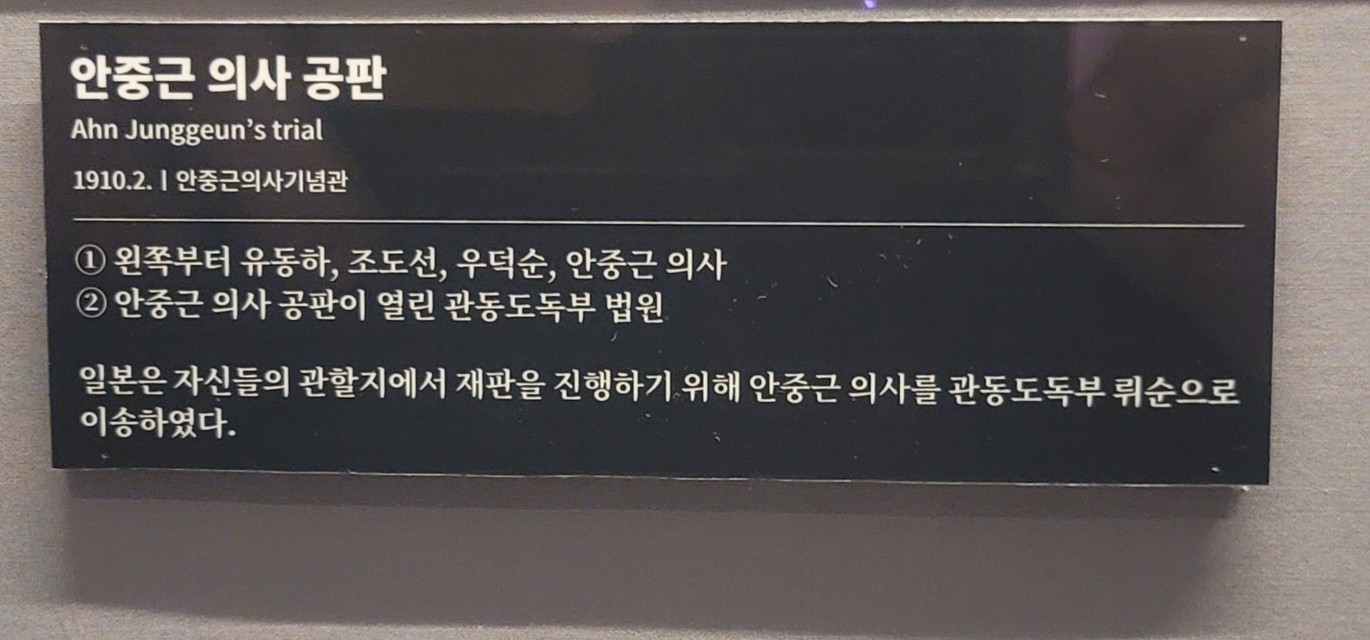 안중근 의사 공판
Ahn Junggeun’s trial
1910.2. | 안중근의사기념관
① 왼쪽부터 유동하, 조도선, 우덕순, 안중근 의사
② 안중근 의사 공판이 열린 관동도독부 법원
일본은 자신들의 관할지에서 재판을 진행하기 위해 안중근 의사를 관동도독부 뤼순으로
이송하였다.